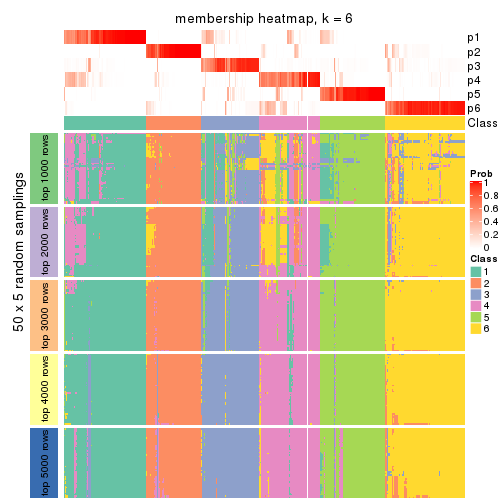 membership heatmap, k = 6
p1
p2
p3
p4
p5
p6
Class
50 x 5 random samplings
top 1000 rows
top 2000 rows
top 3000 rows
top 4000 rows
top 5000 rows
Prob
1
0.8
0.6
0.4
0.2
0
Class
1
2
3
4
5
6